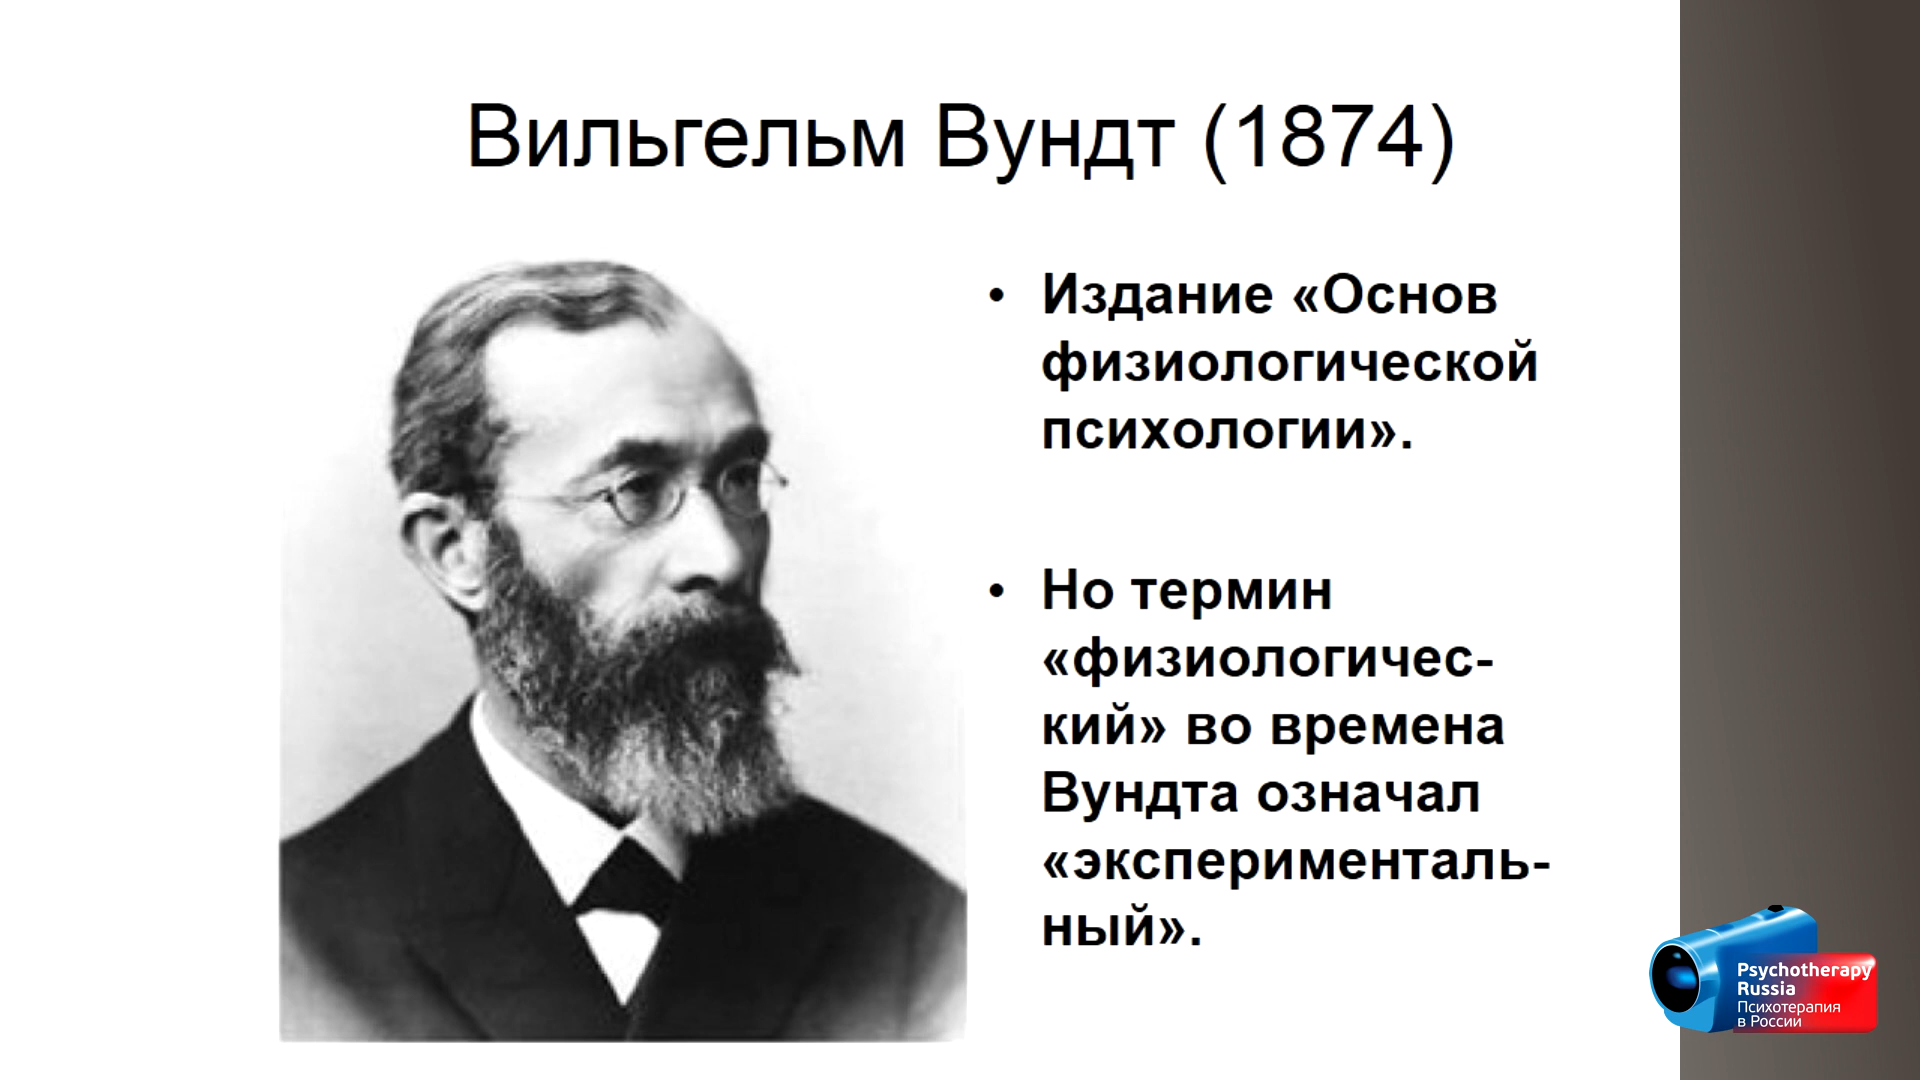 Вильгельм Вундт (1874)
• Издание «Основ
физиологической
психологии».
• Но термин
«физиологичес-
кий» во времена
Вундта означал
«эксперименталь-
ный».
Psychotherapy
Russia
Психотерапия
в России